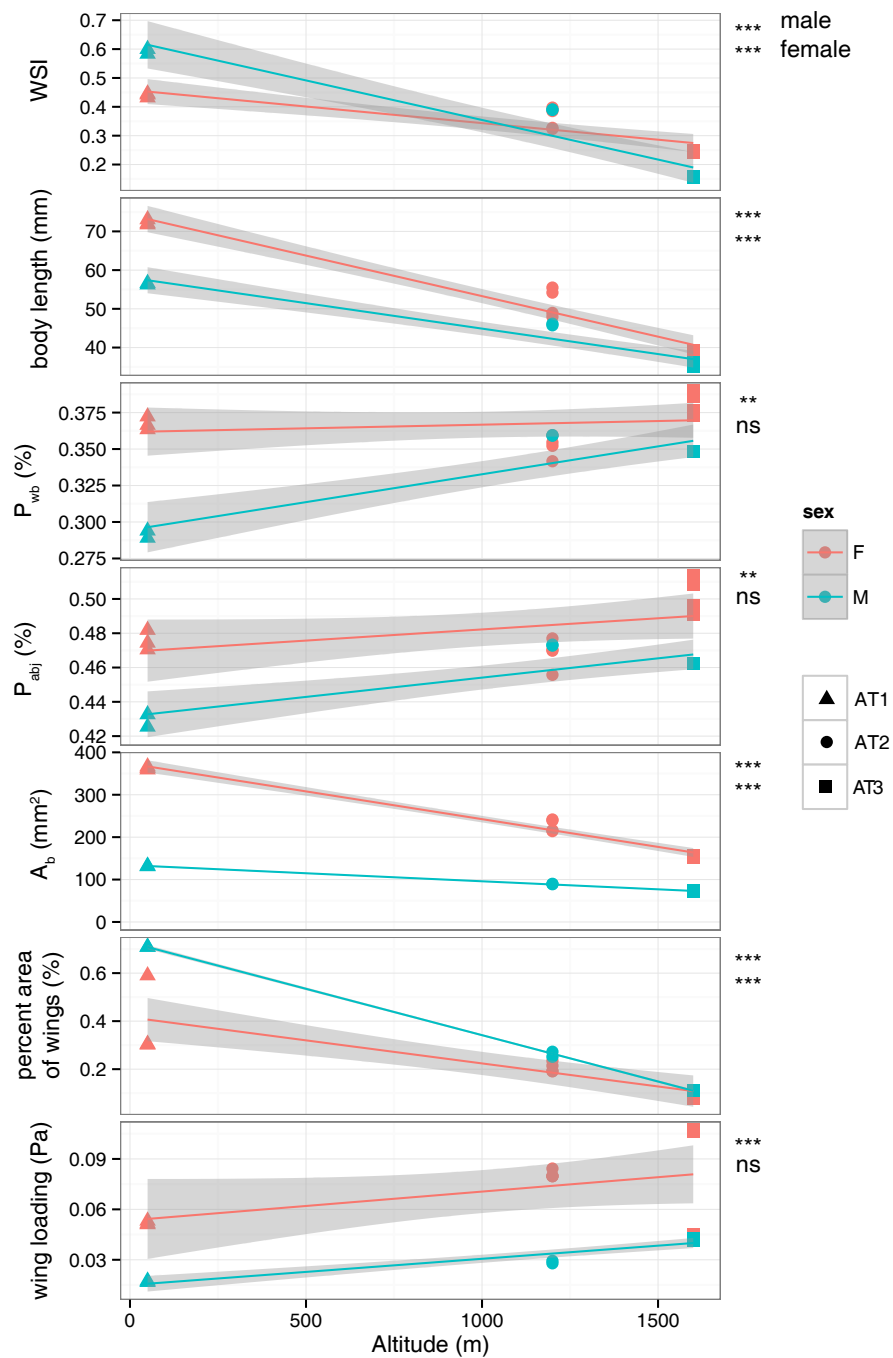 WSI
0.7
0.6
0.5
0.4
0.3
0.2
*** male
*** female
body length (mm)
70
60
50
40
***
***
P_wb (%)
0.375
0.350
0.325
0.300
0.275
**
ns
P_abj (%)
0.50
0.48
0.46
0.44
0.42
**
ns
A_b (mm²)
400
300
200
100
0
***
***
percent area
of wings (%)
0.6
0.4
0.2
***
***
wing loading (Pa)
0.09
0.06
0.03
***
ns
0 500 1000 1500
Altitude (m)
sex
F
M
AT1
AT2
AT3